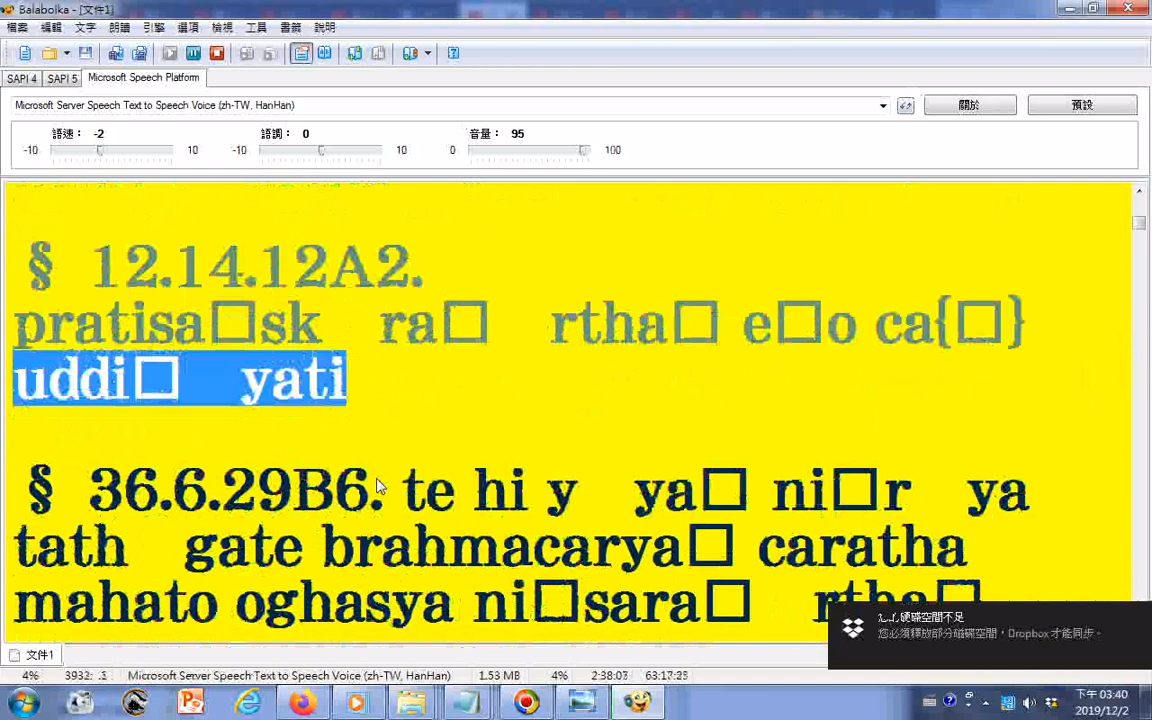 Balabolka - [文件1]
檔案 編輯 文字 朗讀 引擎 選項 檢視 工具 書籤 說明
SAPI 4 SAPI 5 Microsoft Speech Platform
Microsoft Server Speech Text to Speech Voice (zh-TW, HanHan) 關於 預設
語速： -2 語調： 0 音量： 95
-10 10 -10 10 0 100
§ 12.14.12A2.
pratisa□sk ra□ rtha□ e□o ca{□}
uddi□ yati
§ 36.6.29B6. te hi y ya□ ni□r ya
tath gate brahmacarya□ caratha
mahato oghasya ni□sara□ rtha□
硬碟空間不足
您必須釋放部分磁碟空間，Dropbox 才能同步。
文件1
4% Microsoft Server Speech Text to Speech Voice (zh-TW, HanHan) 1.53 MB 4% 2:38:03 63:17:25
下午 03:40
2019/12/2